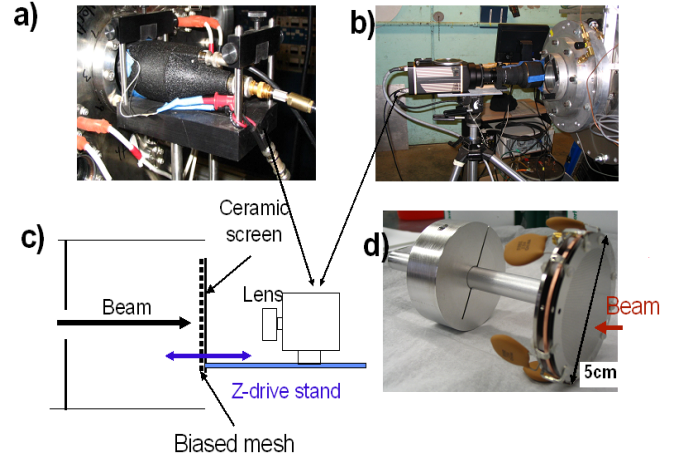 a)
b)
c)
Ceramic
screen
d)
Beam
Lens
Beam
Z-drive stand
5cm
Biased mesh